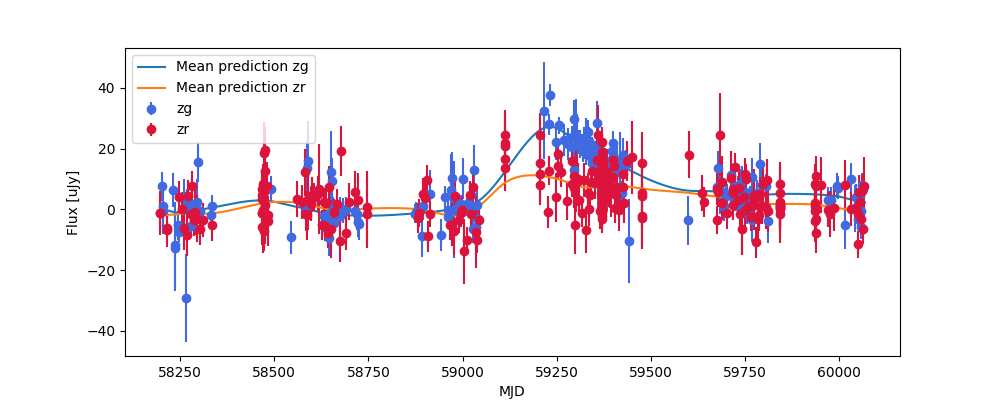 Mean prediction zg
Mean prediction zr
zg
zr
Flux [uJy]
40
20
0
−20
−40
58250
58500
58750
59000
59250
59500
59750
60000
MJD